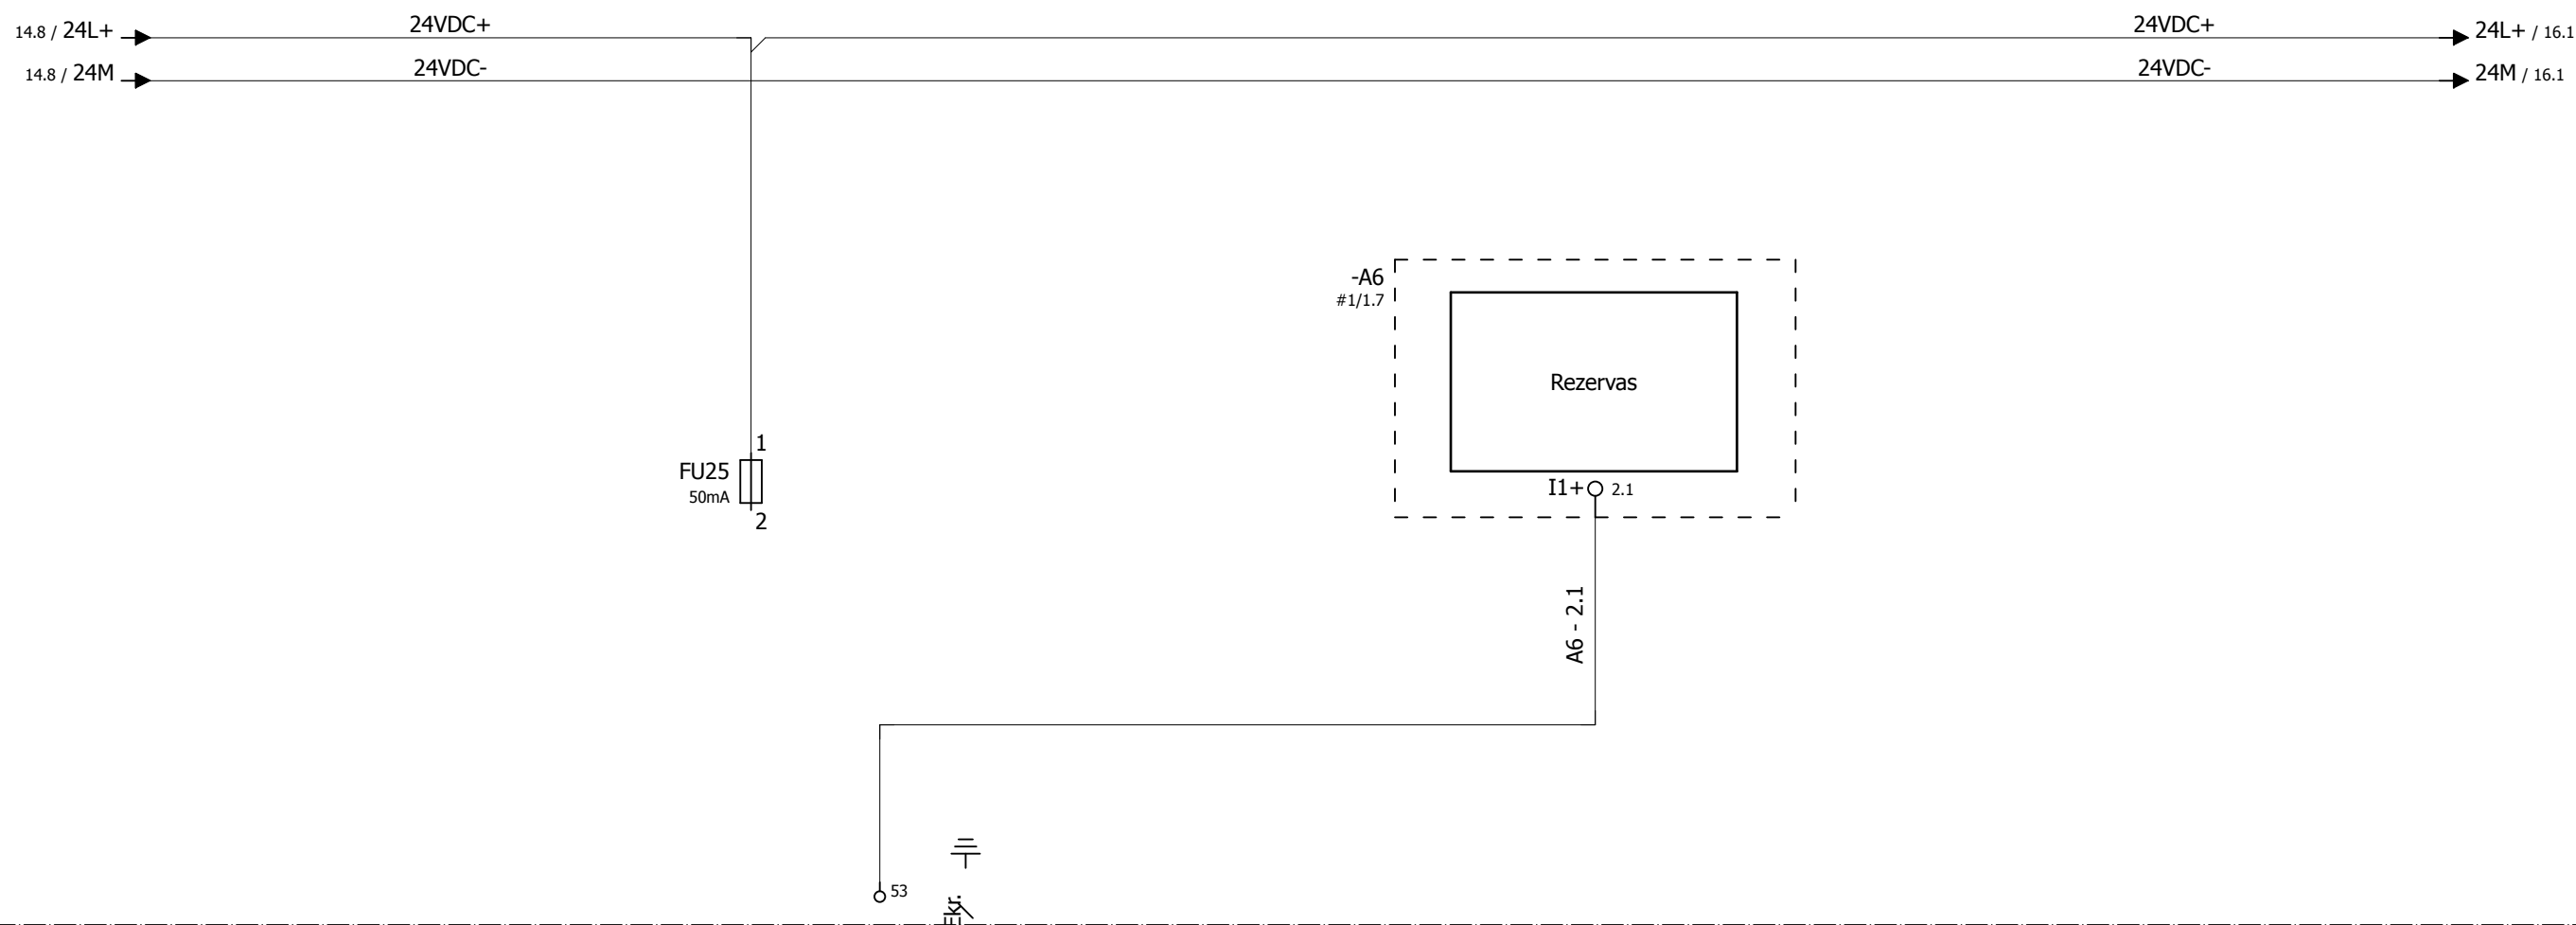 14.8 / 24L+ 24VDC+ 24VDC+ 24L+ / 16.1
14.8 / 24M 24VDC- 24VDC- 24M / 16.1
-A6
#1/1.7
Rezervas
1
FU25
50mA
2
I1+ 2.1
A6 - 2.1
53
Ekr.